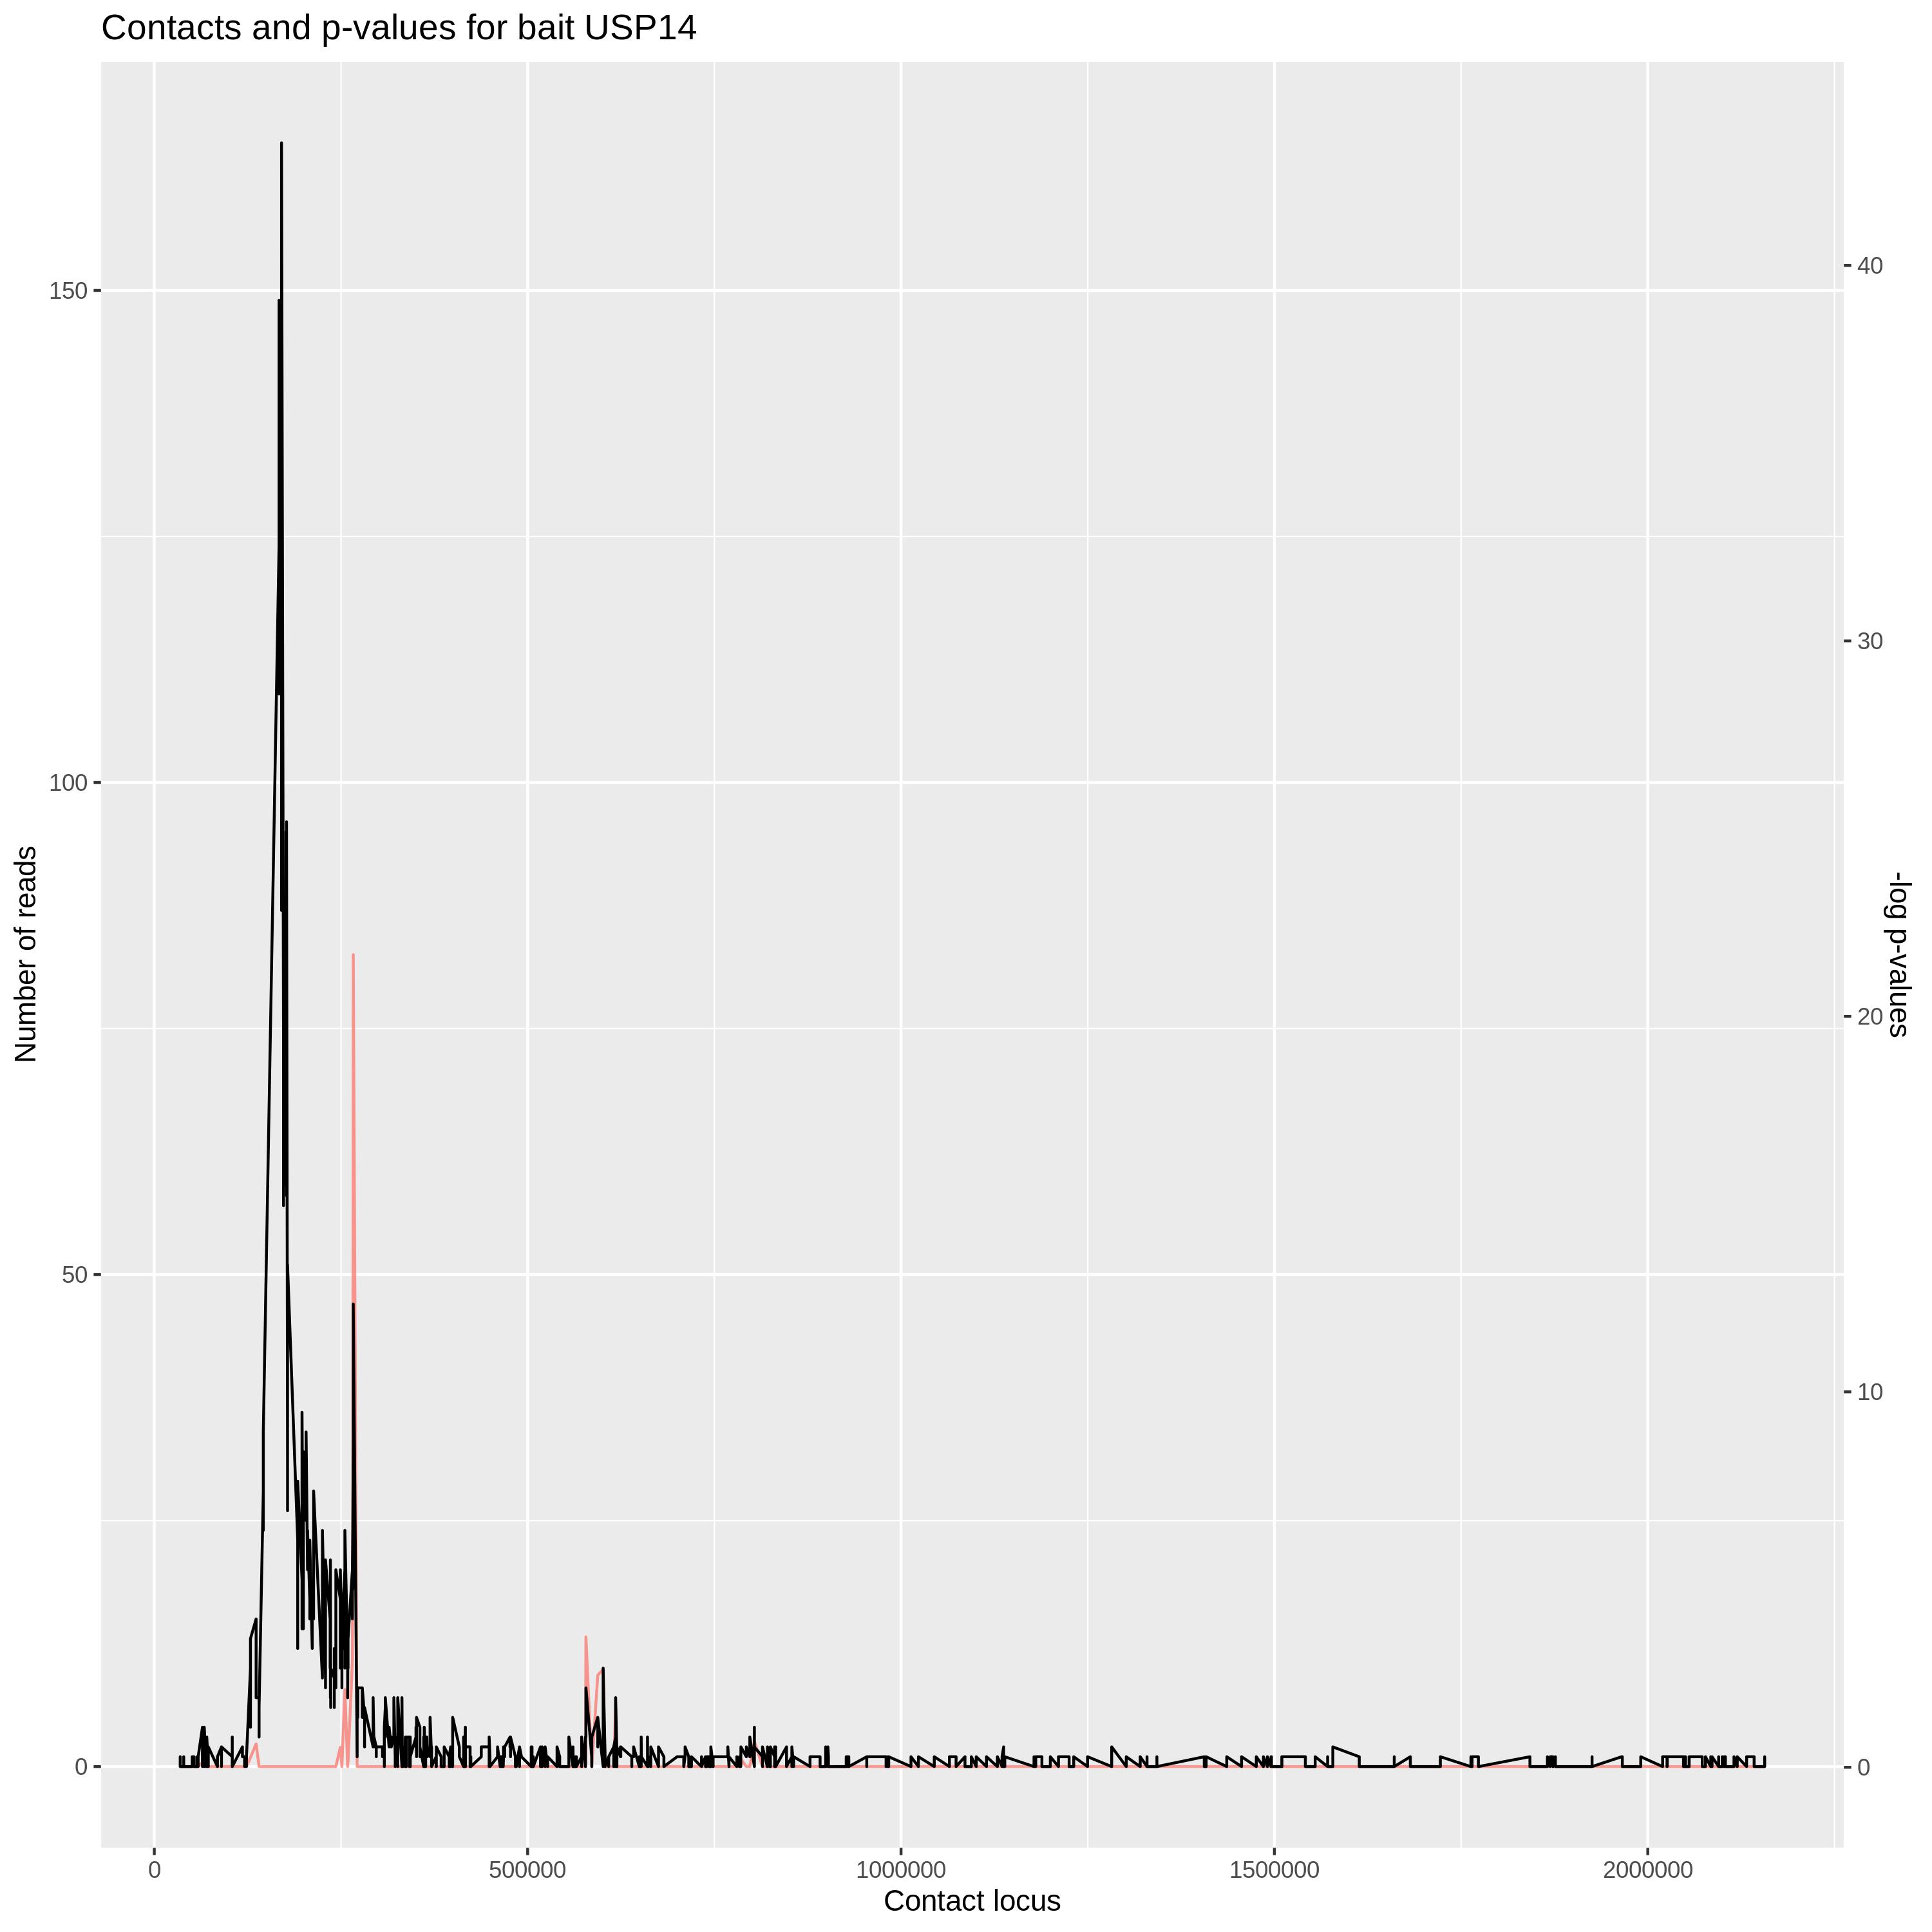 Contacts and p-values for bait USP14
Number of reads
150
100
50
0
40
30
20
10
0
-log p-values
0 500000 1000000 1500000 2000000
Contact locus